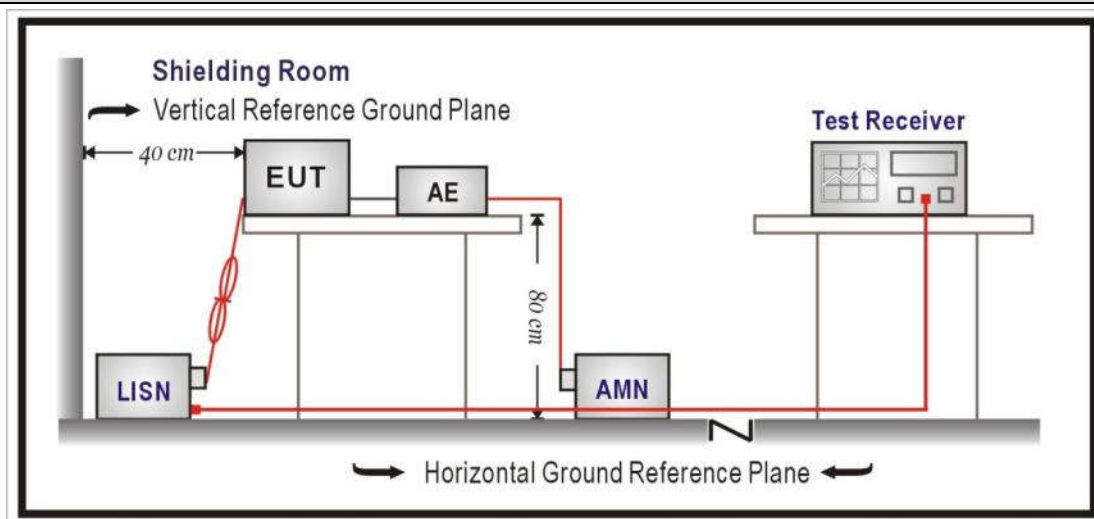 Shielding Room
Vertical Reference Ground Plane
Test Receiver
40 cm
EUT
AE
80 cm
LISN
AMN
Horizontal Ground Reference Plane